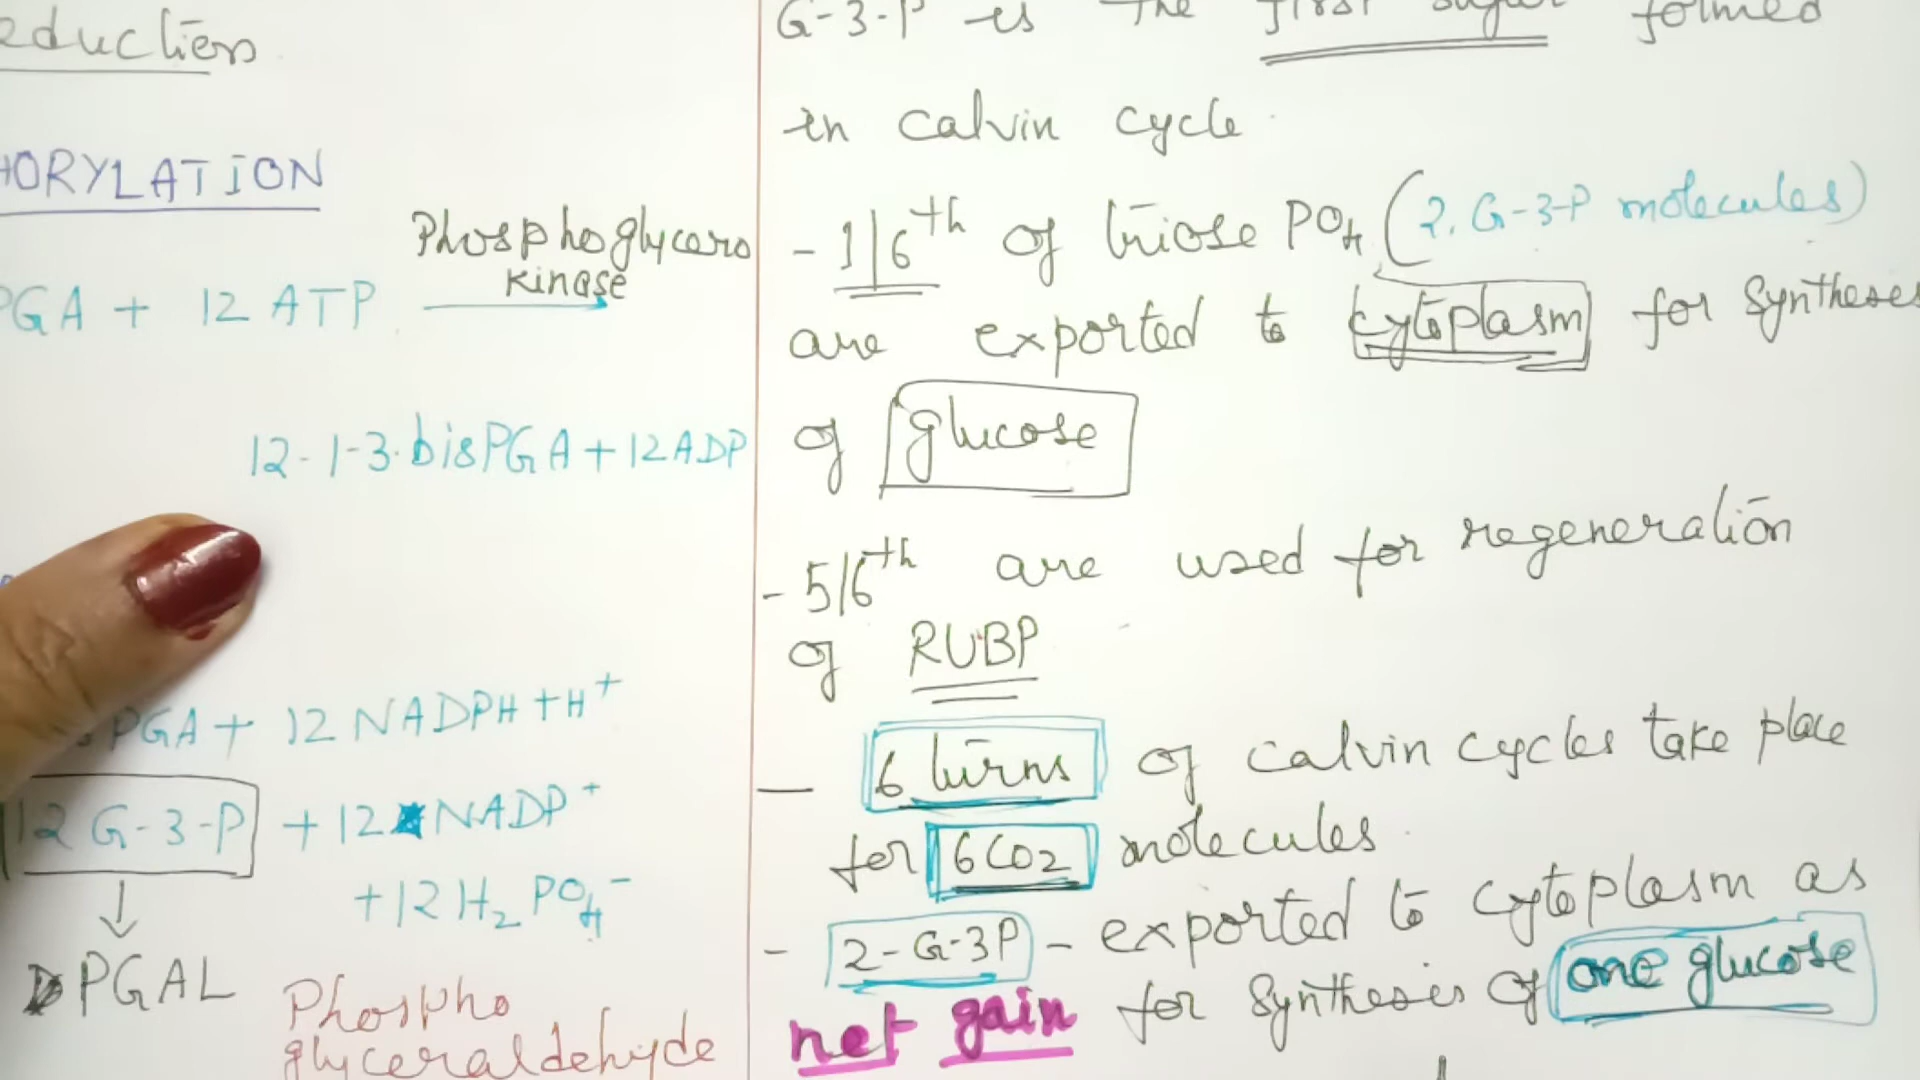 eduction
HORYLATION
PGA + 12 ATP
Phosphoglycero
kinase
12-1-3.bisPGA+12ADP
PGA + 12 NADPH+H+
12 G-3-P + 12 NADP+
+12 H2 PO4-
PGAL
Phospho
glyceraldehyde
G-3-P is the first sugar formed
in calvin cycle
- 1/6th of triose PO4 (2. G-3-P molecules)
are exported to cytoplasm for syntheses
of glucose
- 5/6th are used for regeneration
of RUBP
- 6 turns of calvin cycles take place
for 6CO2 molecules.
- 2-G-3P - exported to cytoplasm as
net gain for synthesis of one glucose